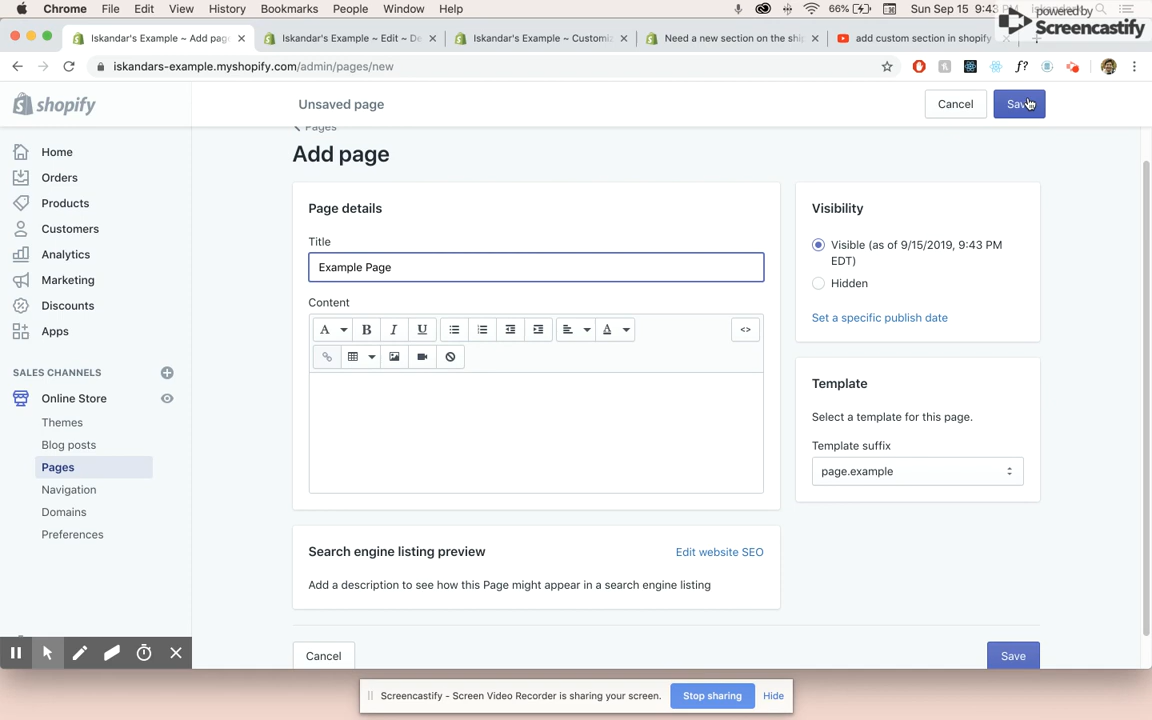 Chrome File Edit View History Bookmarks People Window Help
66% Sun Sep 15 9:43
powered by
Screencastify
Iskandar's Example ~ Add page
Iskandar's Example ~ Edit ~ De
Iskandar's Example ~ Customiz
Need a new section on the ship
add custom section in shopify
iskandars-example.myshopify.com/admin/pages/new
f?
shopify
Unsaved page
Cancel
Save
Pages
Add page
Home
Orders
Products
Customers
Analytics
Marketing
Discounts
Apps
SALES CHANNELS
Online Store
Themes
Blog posts
Pages
Navigation
Domains
Preferences
Page details
Title
Example Page
Content
A B I U A <>
Search engine listing preview
Edit website SEO
Add a description to see how this Page might appear in a search engine listing
Visibility
Visible (as of 9/15/2019, 9:43 PM
EDT)
Hidden
Set a specific publish date
Template
Select a template for this page.
Template suffix
page.example
Cancel
Save
Screencastify - Screen Video Recorder is sharing your screen.
Stop sharing
Hide